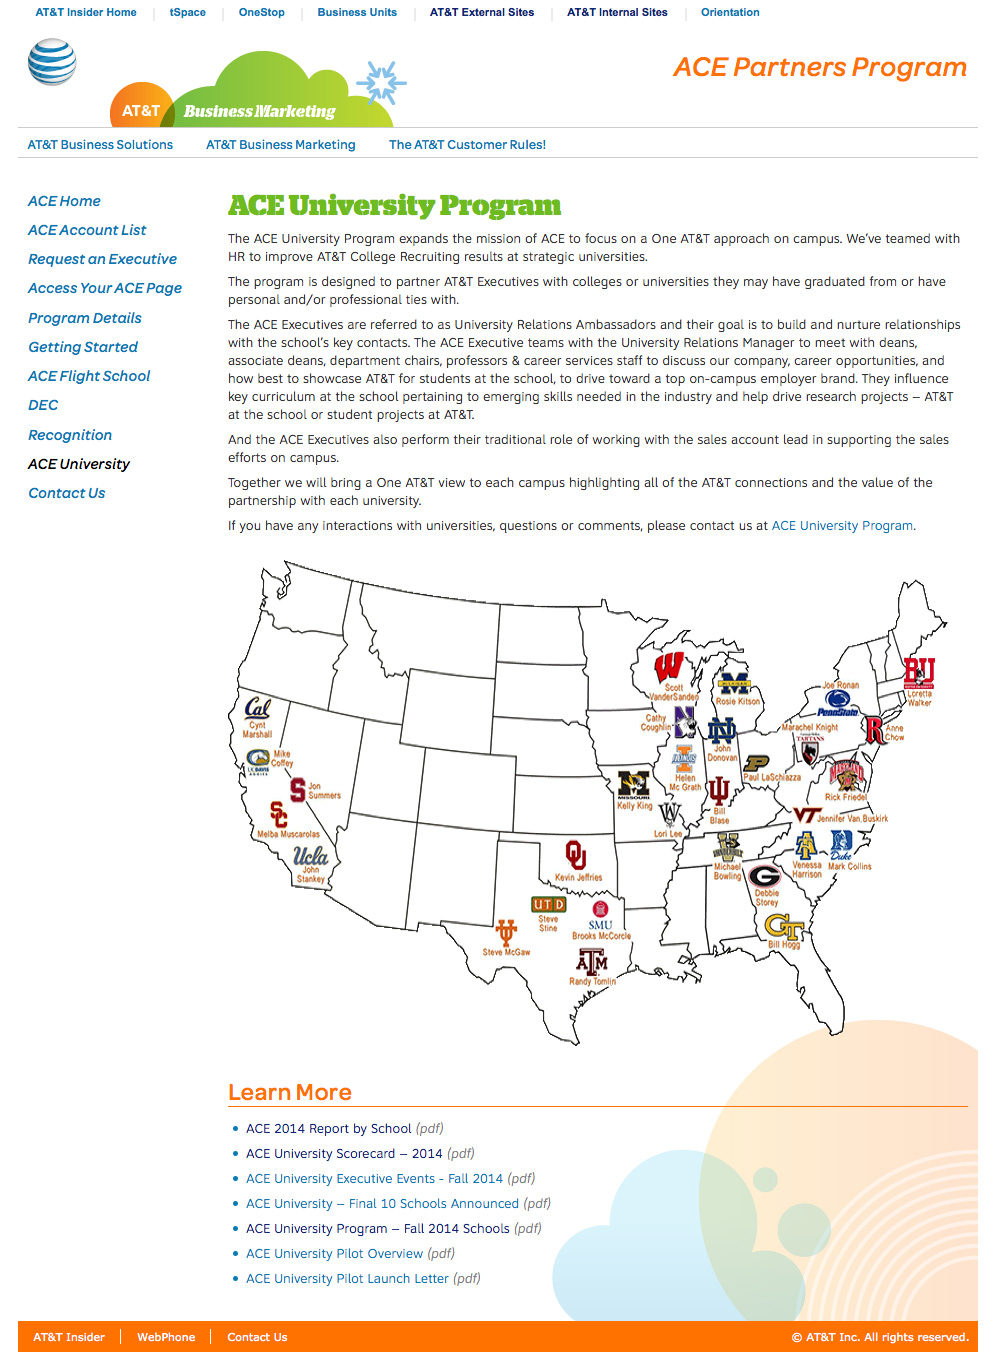 AT&T Insider Home
tSpace
OneStop
Business Units
AT&T External Sites
AT&T Internal Sites
Orientation
ACE Partners Program
AT&T Business Marketing
AT&T Business Solutions
AT&T Business Marketing
The AT&T Customer Rules!
ACE Home
ACE Account List
Request an Executive
Access Your ACE Page
Program Details
Getting Started
ACE Flight School
DEC
Recognition
ACE University
Contact Us
ACE University Program
The ACE University Program expands the mission of ACE to focus on a One AT&T approach on campus. We've teamed with
HR to improve AT&T College Recruiting results at strategic universities.
The program is designed to partner AT&T Executives with colleges or universities they may have graduated from or have
personal and/or professional ties with.
The ACE Executives are referred to as University Relations Ambassadors and their goal is to build and nurture relationships
with the school's key contacts. The ACE Executive teams with the University Relations Manager to meet with deans,
associate deans, department chairs, professors & career services staff to discuss our company, career opportunities, and
how best to showcase AT&T for students at the school, to drive toward a top on-campus employer brand. They influence
key curriculum at the school pertaining to emerging skills needed in the industry and help drive research projects – AT&T
at the school or student projects at AT&T.
And the ACE Executives also perform their traditional role of working with the sales account lead in supporting the sales
efforts on campus.
Together we will bring a One AT&T view to each campus highlighting all of the AT&T connections and the value of the
partnership with each university.
If you have any interactions with universities, questions or comments, please contact us at ACE University Program.
W
Scott
VanderSanden
M
Rosie Kitson
Joe Ronan
PennState
BU
Loretta
Walker
Cal
Cynt
Marshall
Cathy
Coughlin
N
ND
John
Donovan
Marachel Knight
TARTANS
R
Anne
Chow
UC DAVIS
AGGIES
Mike
Coffey
ILLINOIS
Helen
Mc Grath
P
Paul LaSchiazza
MARYLAND
Rick Friedel
S
Jon
Summers
M
MISSOURI
Kelly King
IU
Bill
Blase
SC
Melba Muscarolas
W
Lori Lee
VT
Jennifer Van Buskirk
Ucla
John
Stankey
OU
Kevin Jeffries
V
VANDERBILT
Michael
Bowling
AT
Venessa
Harrison
D
Duke
Mark Collins
G
Debbie
Storey
UTD
Steve
Stine
SMU
Brooks McCorcle
UT
Steve McGaw
GT
Bill Hogg
ATM
Randy Tomlin
Learn More
• ACE 2014 Report by School (pdf)
• ACE University Scorecard – 2014 (pdf)
• ACE University Executive Events - Fall 2014 (pdf)
• ACE University – Final 10 Schools Announced (pdf)
• ACE University Program – Fall 2014 Schools (pdf)
• ACE University Pilot Overview (pdf)
• ACE University Pilot Launch Letter (pdf)
AT&T Insider
WebPhone
Contact Us
© AT&T Inc. All rights reserved.